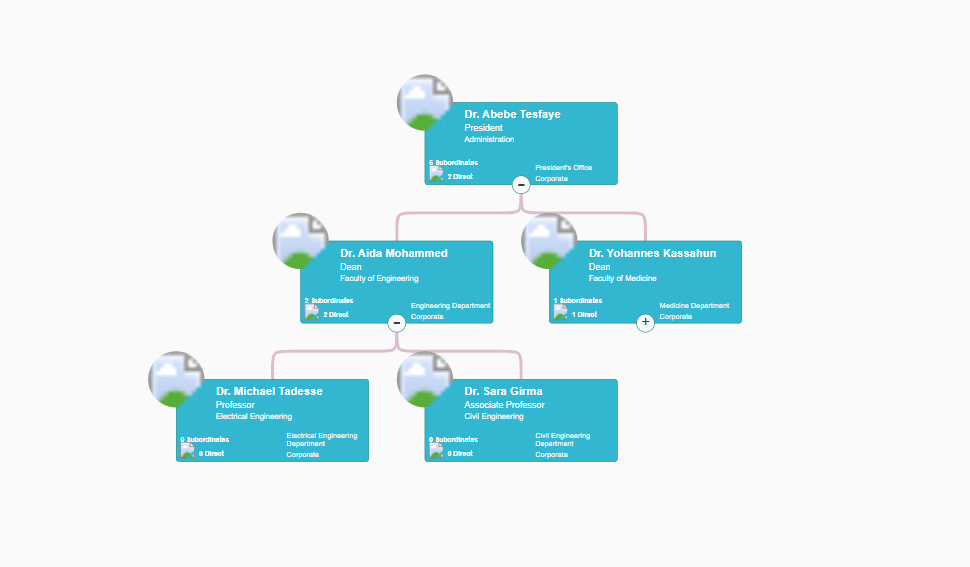 Dr. Abebe Tesfaye
President
Administration
5 Subordinates
2 Direct
President's Office
Corporate
−
Dr. Aida Mohammed
Dean
Faculty of Engineering
2 Subordinates
2 Direct
Engineering Department
Corporate
−
Dr. Yohannes Kassahun
Dean
Faculty of Medicine
1 Subordinates
1 Direct
Medicine Department
Corporate
+
Dr. Michael Tadesse
Professor
Electrical Engineering
0 Subordinates
0 Direct
Electrical Engineering
Department
Corporate
Dr. Sara Girma
Associate Professor
Civil Engineering
0 Subordinates
0 Direct
Civil Engineering
Department
Corporate